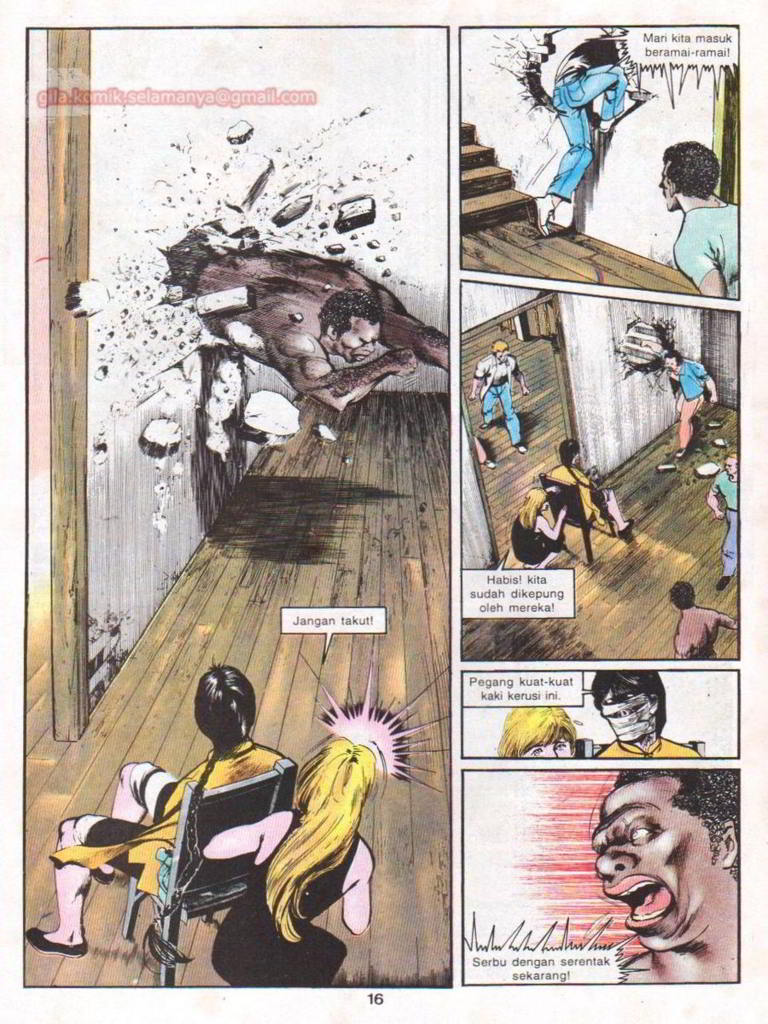 gila.komik.selamanya@gmail.com
Jangan takut!
Mari kita masuk
beramai-ramai!
Habis! kita
sudah dikepung
oleh mereka!
Pegang kuat-kuat
kaki kerusi ini.
Serbu dengan serentak
sekarang!
16